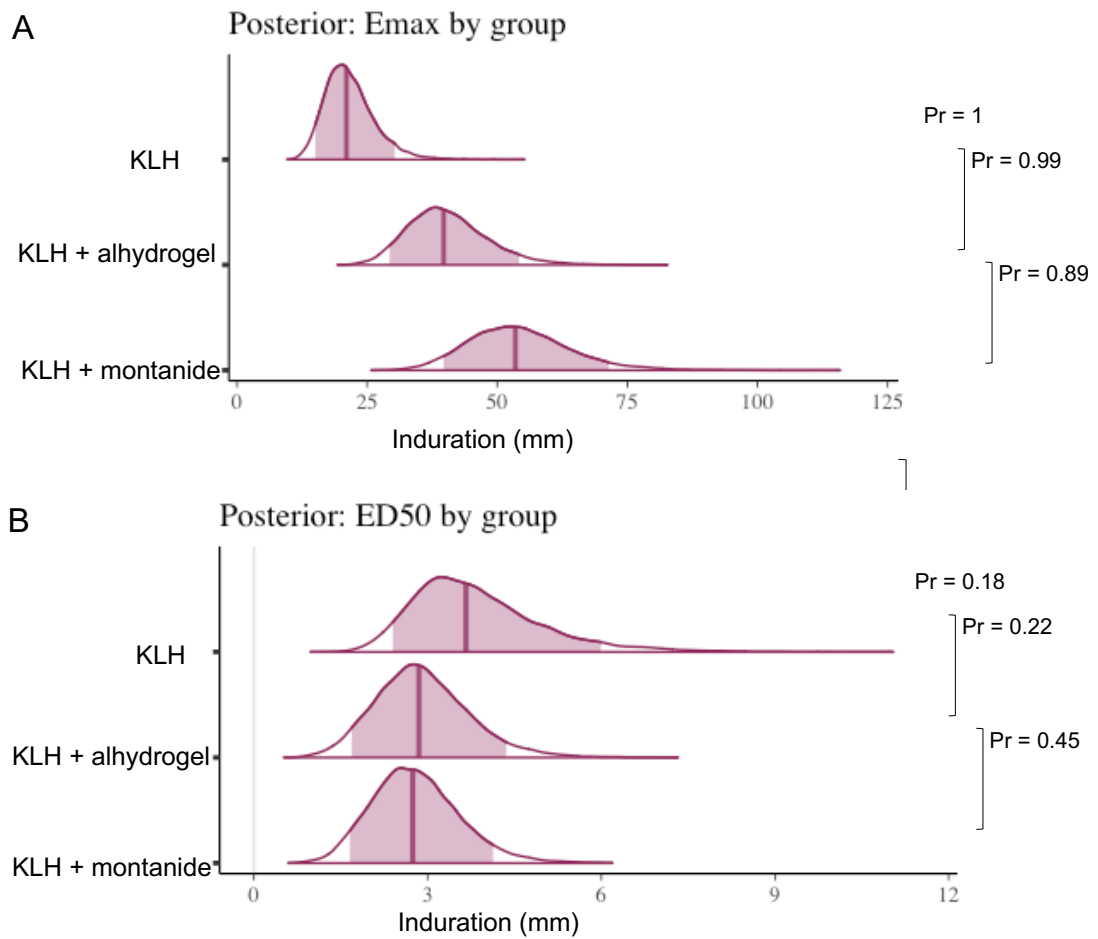 A
Posterior: Emax by group
Pr = 1
KLH
Pr = 0.99
KLH + alhydrogel
Pr = 0.89
KLH + montanide
0 25 50 75 100 125
Induration (mm)
B
Posterior: ED50 by group
Pr = 0.18
Pr = 0.22
KLH
KLH + alhydrogel
Pr = 0.45
KLH + montanide
0 3 6 9 12
Induration (mm)